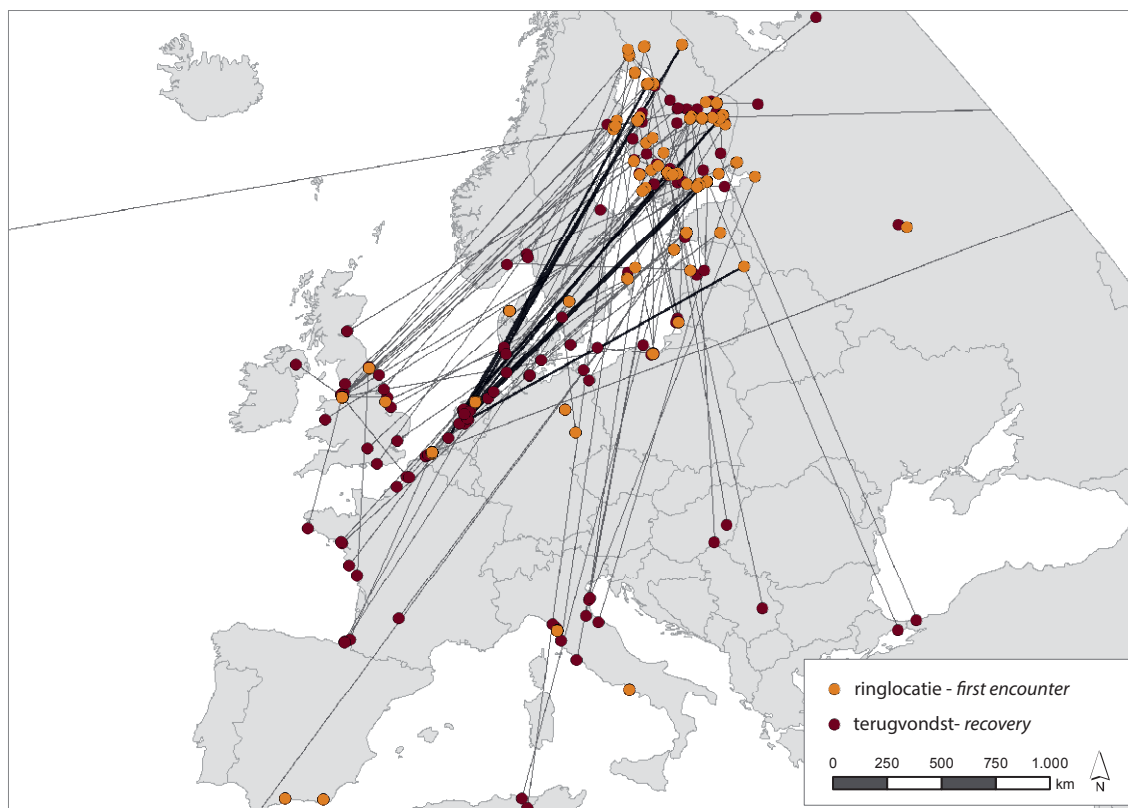 ringlocatie - first encounter
terugvondst- recovery
0 250 500 750 1.000
km
N